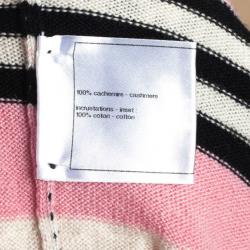 100% cachemire - cashmere
incrustations - inset :
100% coton - cotton